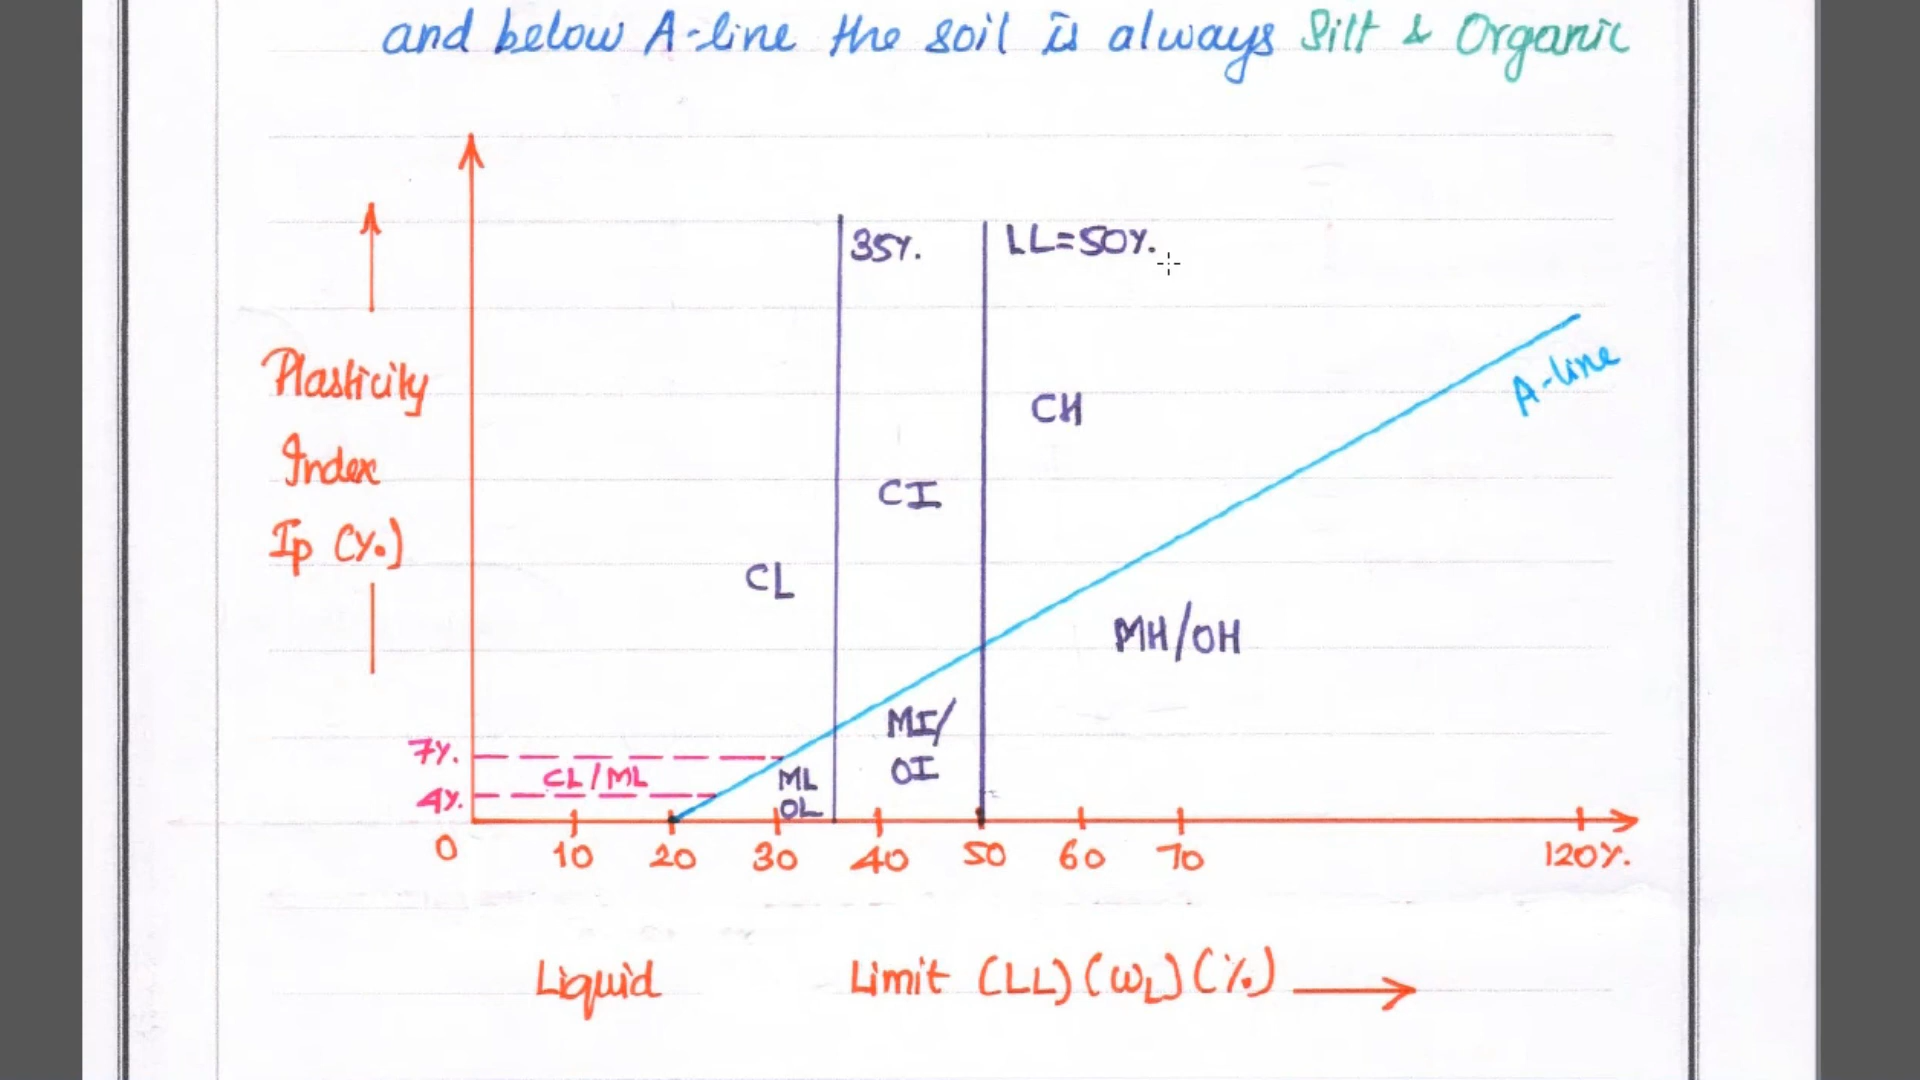 and below A-line the soil is always Silt & Organic
35%.
LL=50%.
A-line
Plasticity
Index
Ip (%)
CH
CI
CL
MH/OH
MI/
OI
7%.
CL/ML
ML
4%.
OL
0
10
20
30
40
50
60
70
120%.
Liquid Limit (LL) (WL) (%)